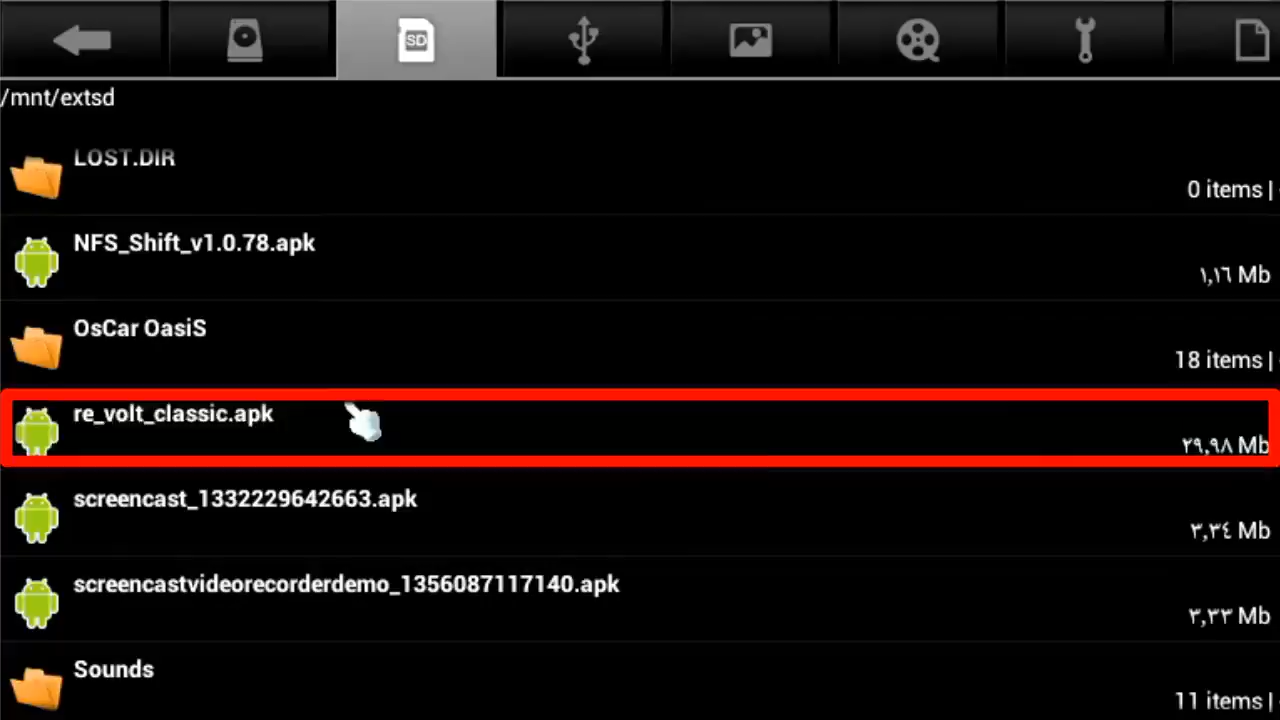 SD
/mnt/extsd
LOST.DIR
0 items |
NFS_Shift_v1.0.78.apk
١,١٦ Mb
OsCar OasiS
18 items |
re_volt_classic.apk
٢٩,٩٨ Mb
screencast_1332229642663.apk
٣,٣٤ Mb
screencastvideorecorderdemo_1356087117140.apk
٣,٣٣ Mb
Sounds
11 items |